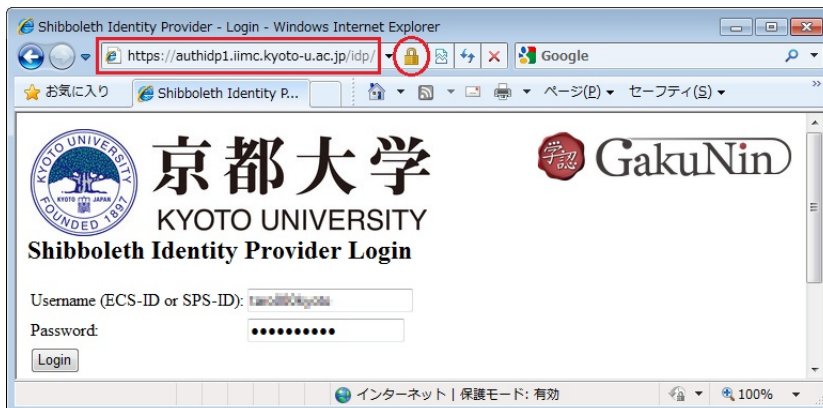 Shibboleth Identity Provider - Login - Windows Internet Explorer
https://authidp1.iimc.kyoto-u.ac.jp/idp/
Google
お気に入り
Shibboleth Identity P...
ページ(P)
セーフティ(S)
»
KYOTO UNIVERSITY
KYOTO JAPAN
FOUNDED 1897
京都大学
KYOTO UNIVERSITY
学認
GakuNin
Shibboleth Identity Provider Login
Username (ECS-ID or SPS-ID):
Password: ••••••••••
Login
インターネット | 保護モード: 有効
100%